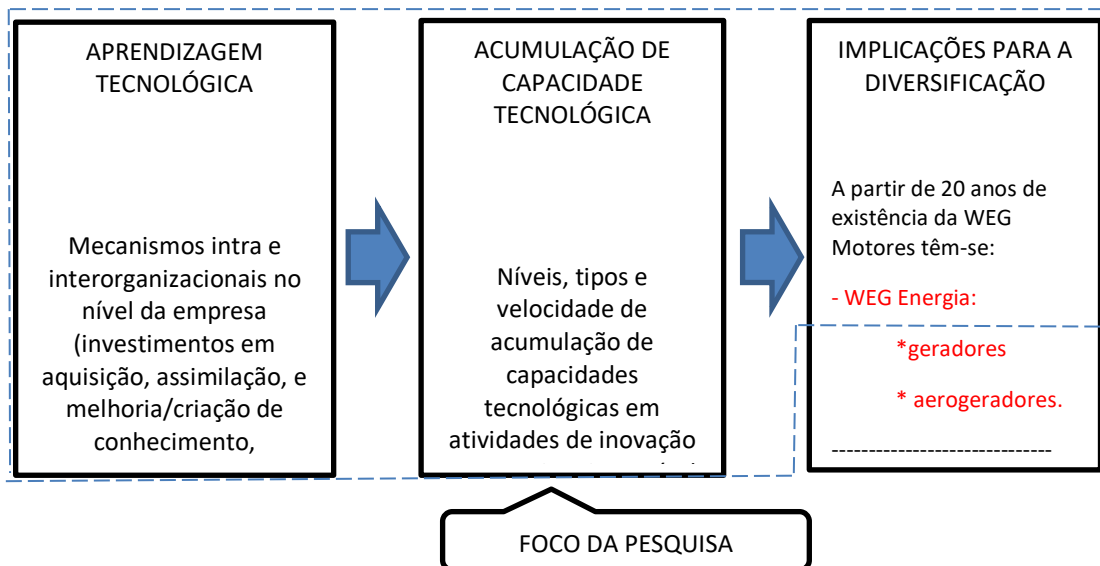 APRENDIZAGEM
TECNOLÓGICA
Mecanismos intra e
interorganizacionais no
nível da empresa
(investimentos em
aquisição, assimilação, e
melhoria/criação de
conhecimento,
ACUMULAÇÃO DE
CAPACIDADE
TECNOLÓGICA
Níveis, tipos e
velocidade de
acumulação de
capacidades
tecnológicas em
atividades de inovação
IMPLICAÇÕES PARA A
DIVERSIFICAÇÃO
A partir de 20 anos de
existência da WEG
Motores têm-se:
- WEG Energia:
*geradores
* aerogeradores.
------------------------------
FOCO DA PESQUISA